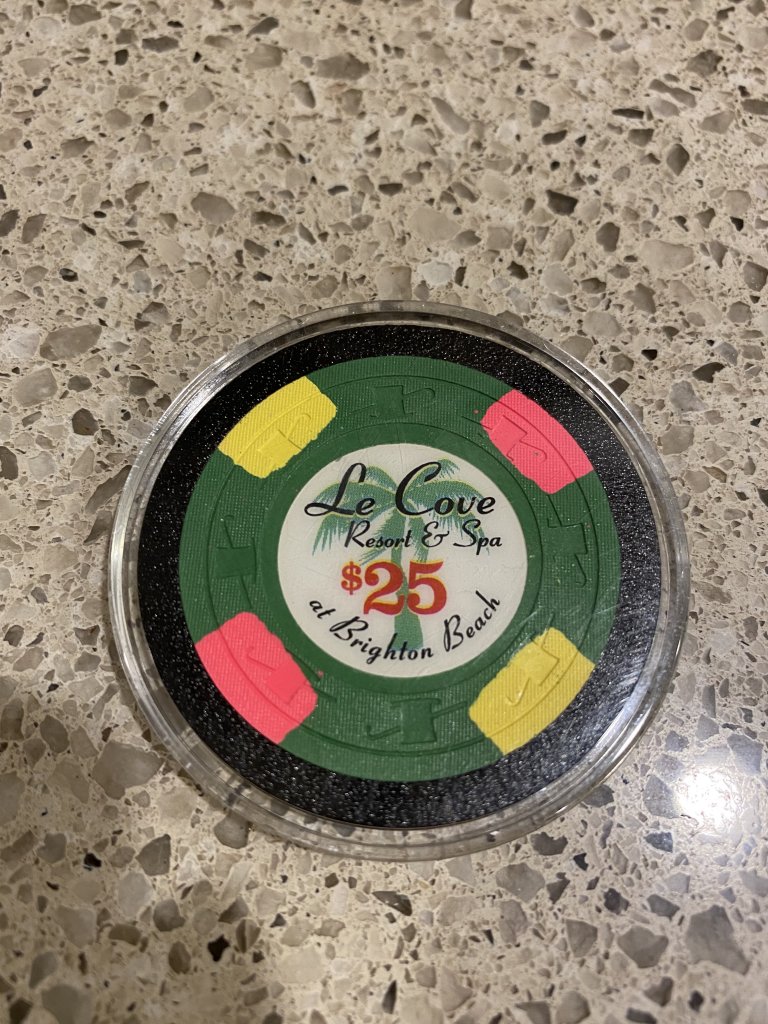 Le Cove
Resort & Spa
$25
at Brighton Beach